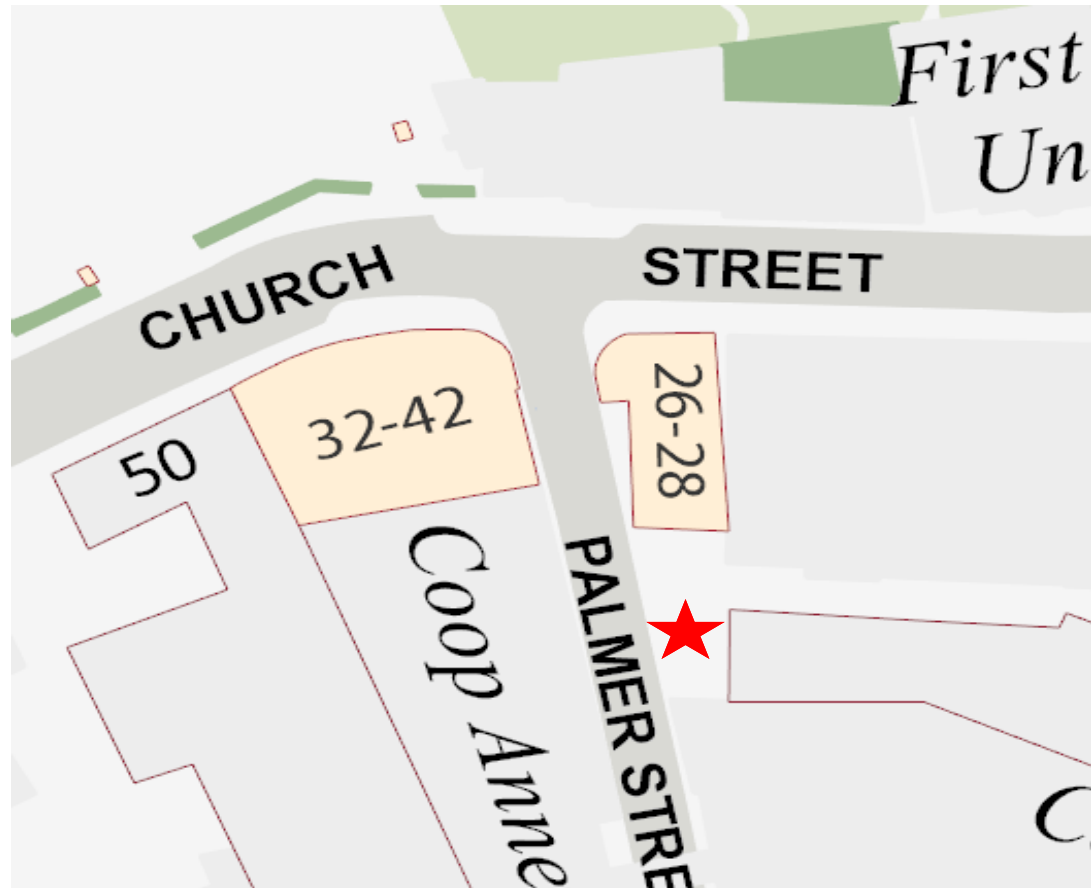 First
Un
CHURCH STREET
32-42
26-28
50
Coop Anne
PALMER STRE
C